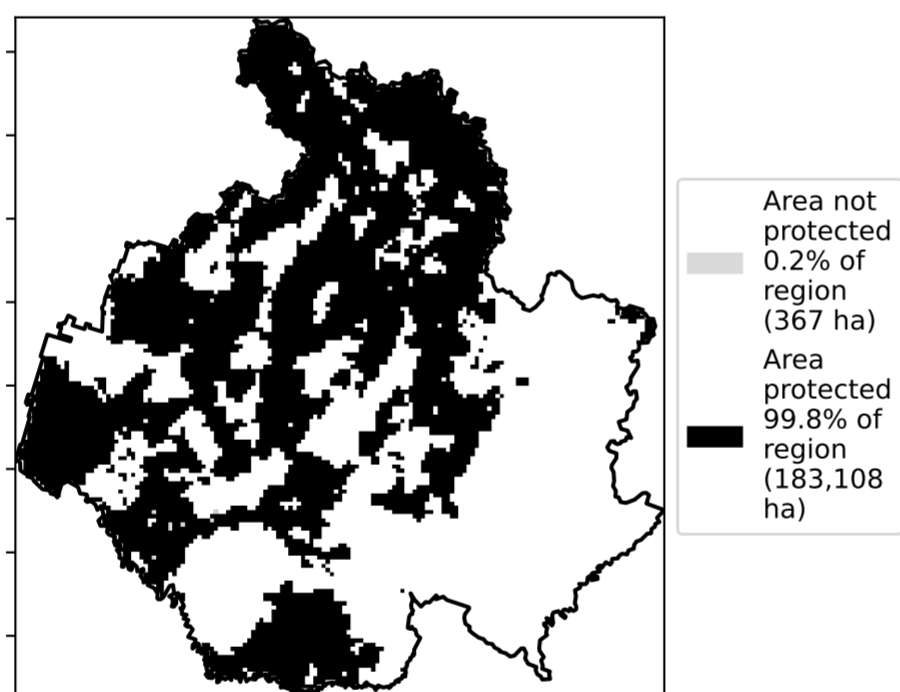 Area not
protected
0.2% of
region
(367 ha)
Area
protected
99.8% of
region
(183,108
ha)